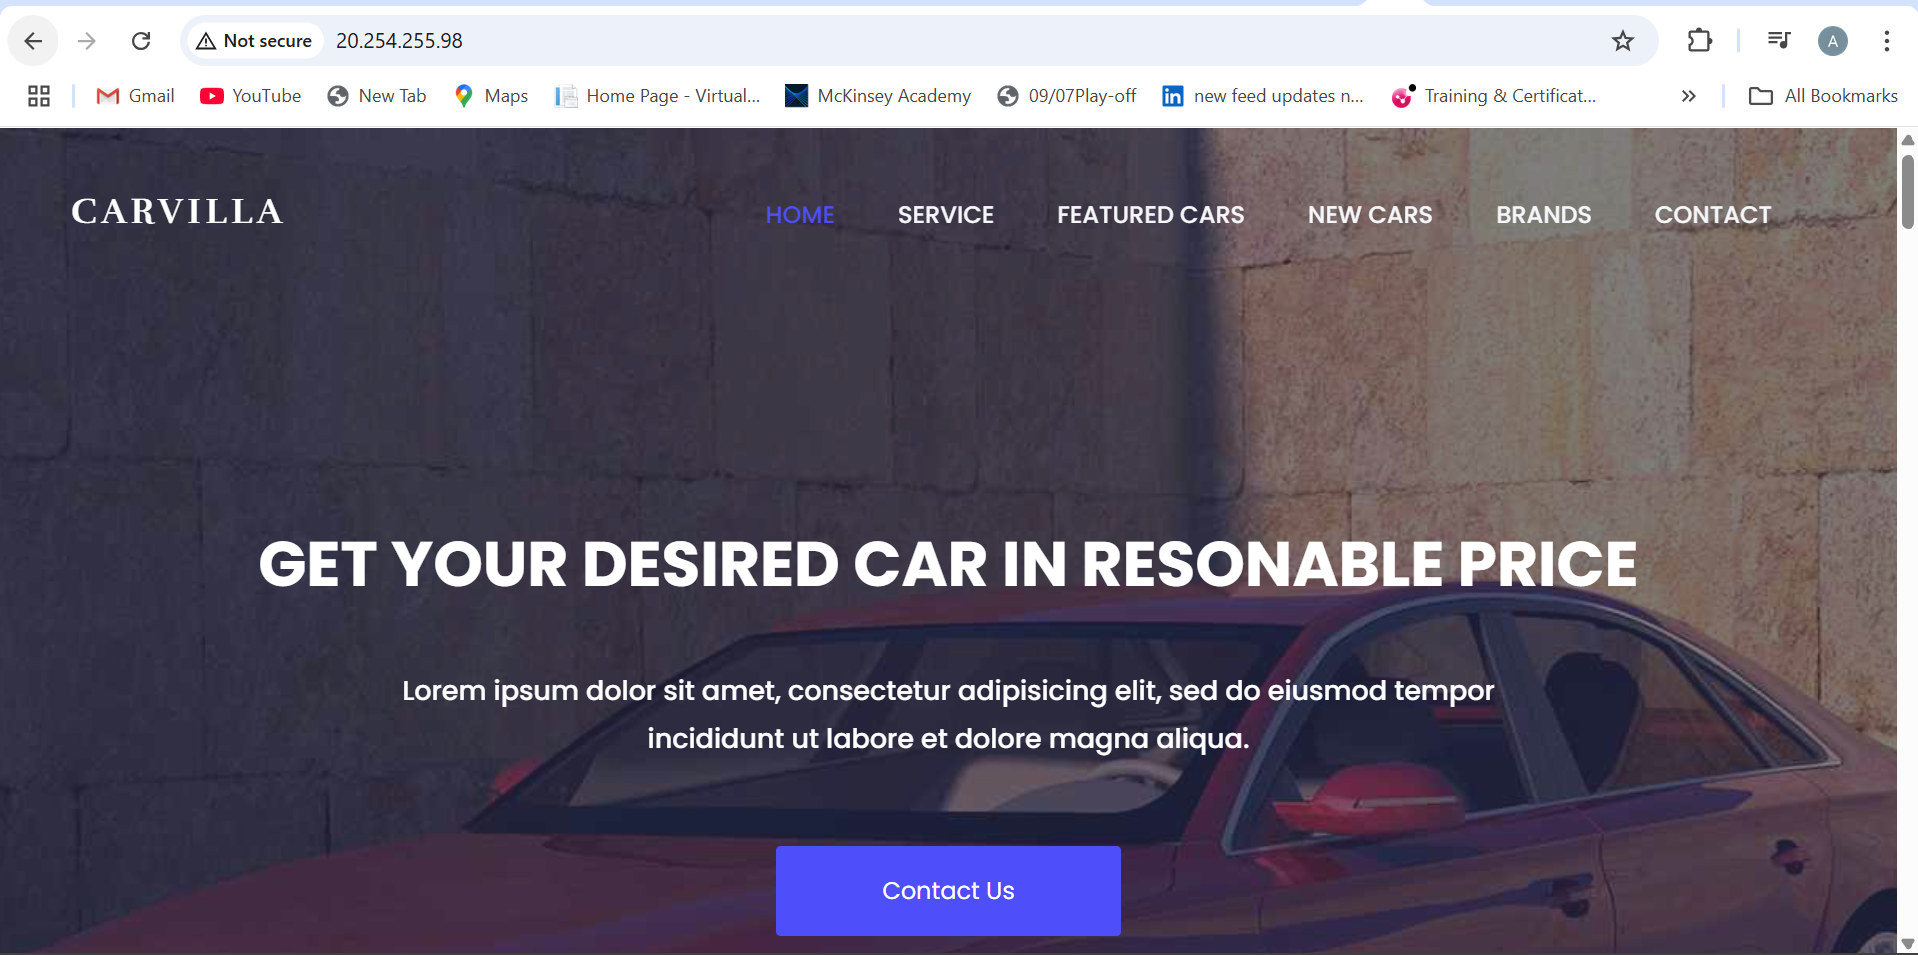 Not secure 20.254.255.98 A
Gmail YouTube New Tab Maps Home Page - Virtual... McKinsey Academy 09/07Play-off new feed updates n... Training & Certificat... » All Bookmarks
CARVILLA HOME SERVICE FEATURED CARS NEW CARS BRANDS CONTACT
GET YOUR DESIRED CAR IN RESONABLE PRICE
Lorem ipsum dolor sit amet, consectetur adipisicing elit, sed do eiusmod tempor
incididunt ut labore et dolore magna aliqua.
Contact Us